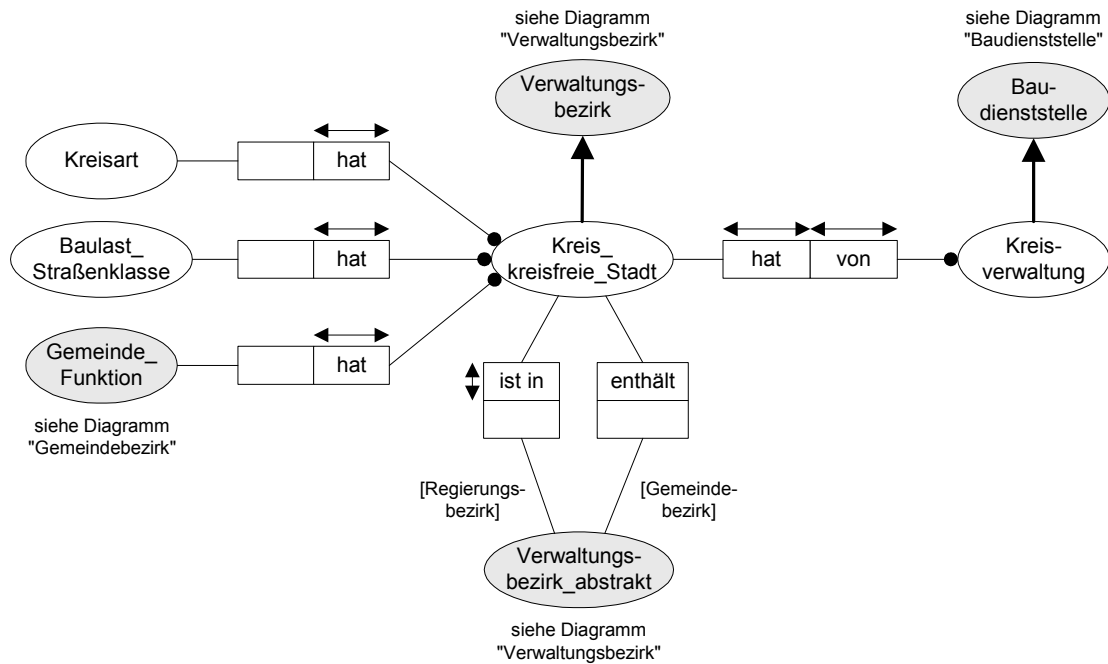 siehe Diagramm
"Verwaltungsbezirk"
siehe Diagramm
"Baudienststelle"
Verwaltungs-
bezirk
Bau-
dienststelle
Kreisart
hat
Baulast_
Straßenklasse
hat
Kreis_
kreisfreie_Stadt
hat
von
Kreis-
verwaltung
Gemeinde_
Funktion
hat
siehe Diagramm
"Gemeindebezirk"
ist in
enthält
[Regierungs-
bezirk]
[Gemeinde-
bezirk]
Verwaltungs-
bezirk_abstrakt
siehe Diagramm
"Verwaltungsbezirk"